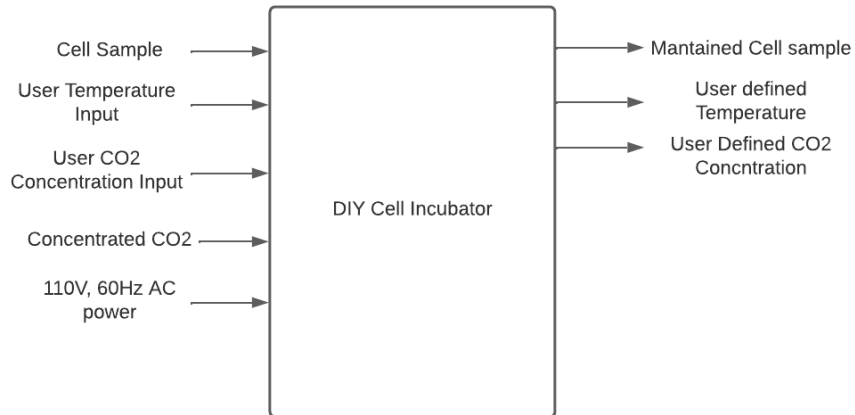 Cell Sample
User Temperature
Input
User CO2
Concentration Input
Concentrated CO2
110V, 60Hz AC
power
DIY Cell Incubator
Mantained Cell sample
User defined
Temperature
User Defined CO2
Concntration